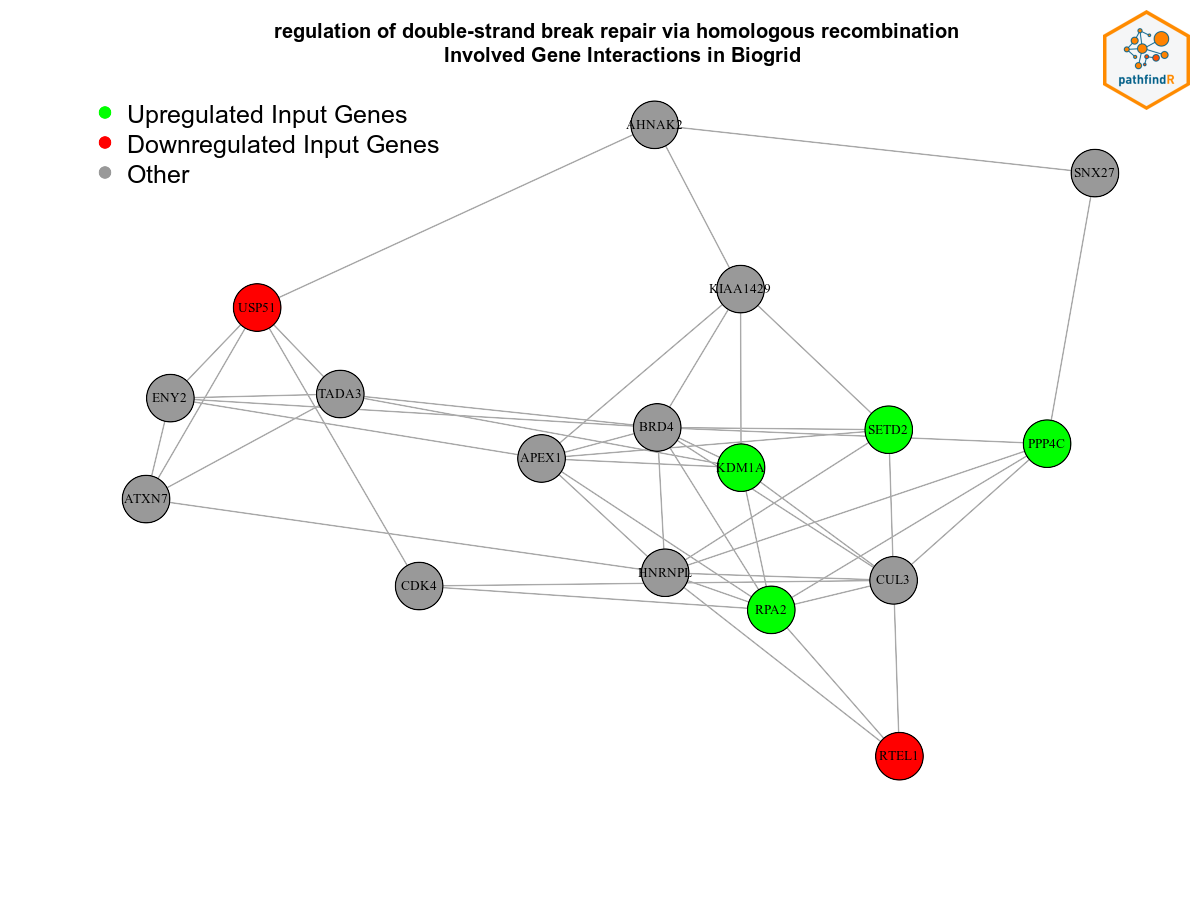 regulation of double-strand break repair via homologous recombination
Involved Gene Interactions in Biogrid
pathfindR
Upregulated Input Genes
Downregulated Input Genes
Other
AHNAK2
SNX27
KIAA1429
USP51
TADA3
ENY2
BRD4
SETD2
PPP4C
APEX1
KDM1A
ATXN7
HNRNPL
CUL3
CDK4
RPA2
RTEL1